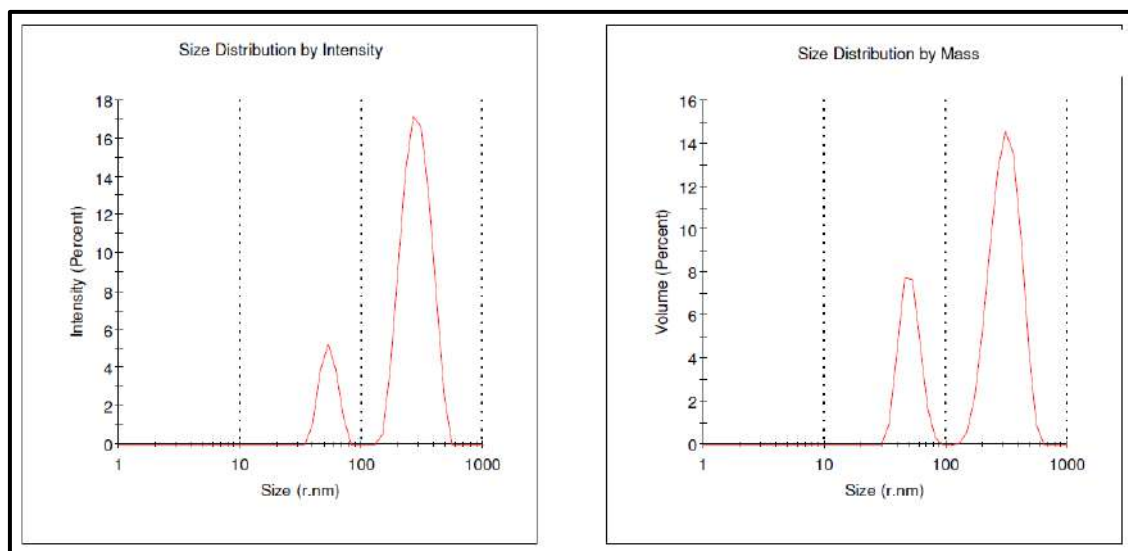 Size Distribution by Intensity
18
16
14
12
10
8
6
4
2
0
Intensity (Percent)
1 10 100 1000
Size (r.nm)
Size Distribution by Mass
16
14
12
10
8
6
4
2
0
Volume (Percent)
1 10 100 1000
Size (r.nm)